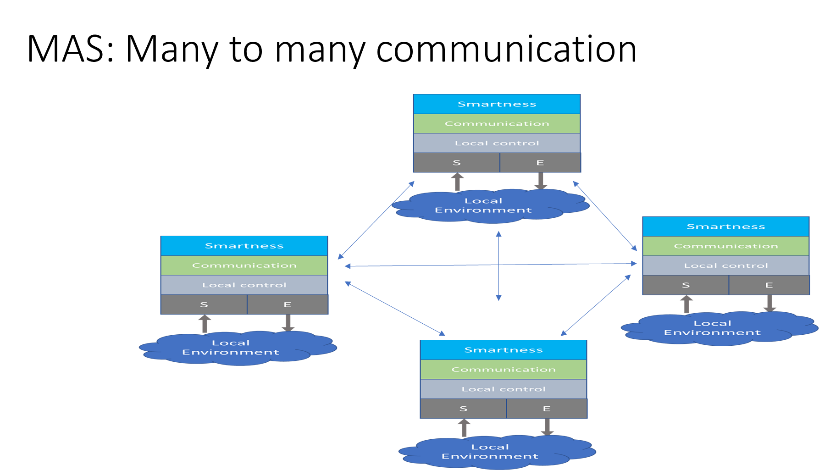 MAS: Many to many communication
Smartness
Communication
Local control
S E
Local
Environment
Smartness
Communication
Local control
S E
Local
Environment
Smartness
Communication
Local control
S E
Local
Environment
Smartness
Communication
Local control
S E
Local
Environment